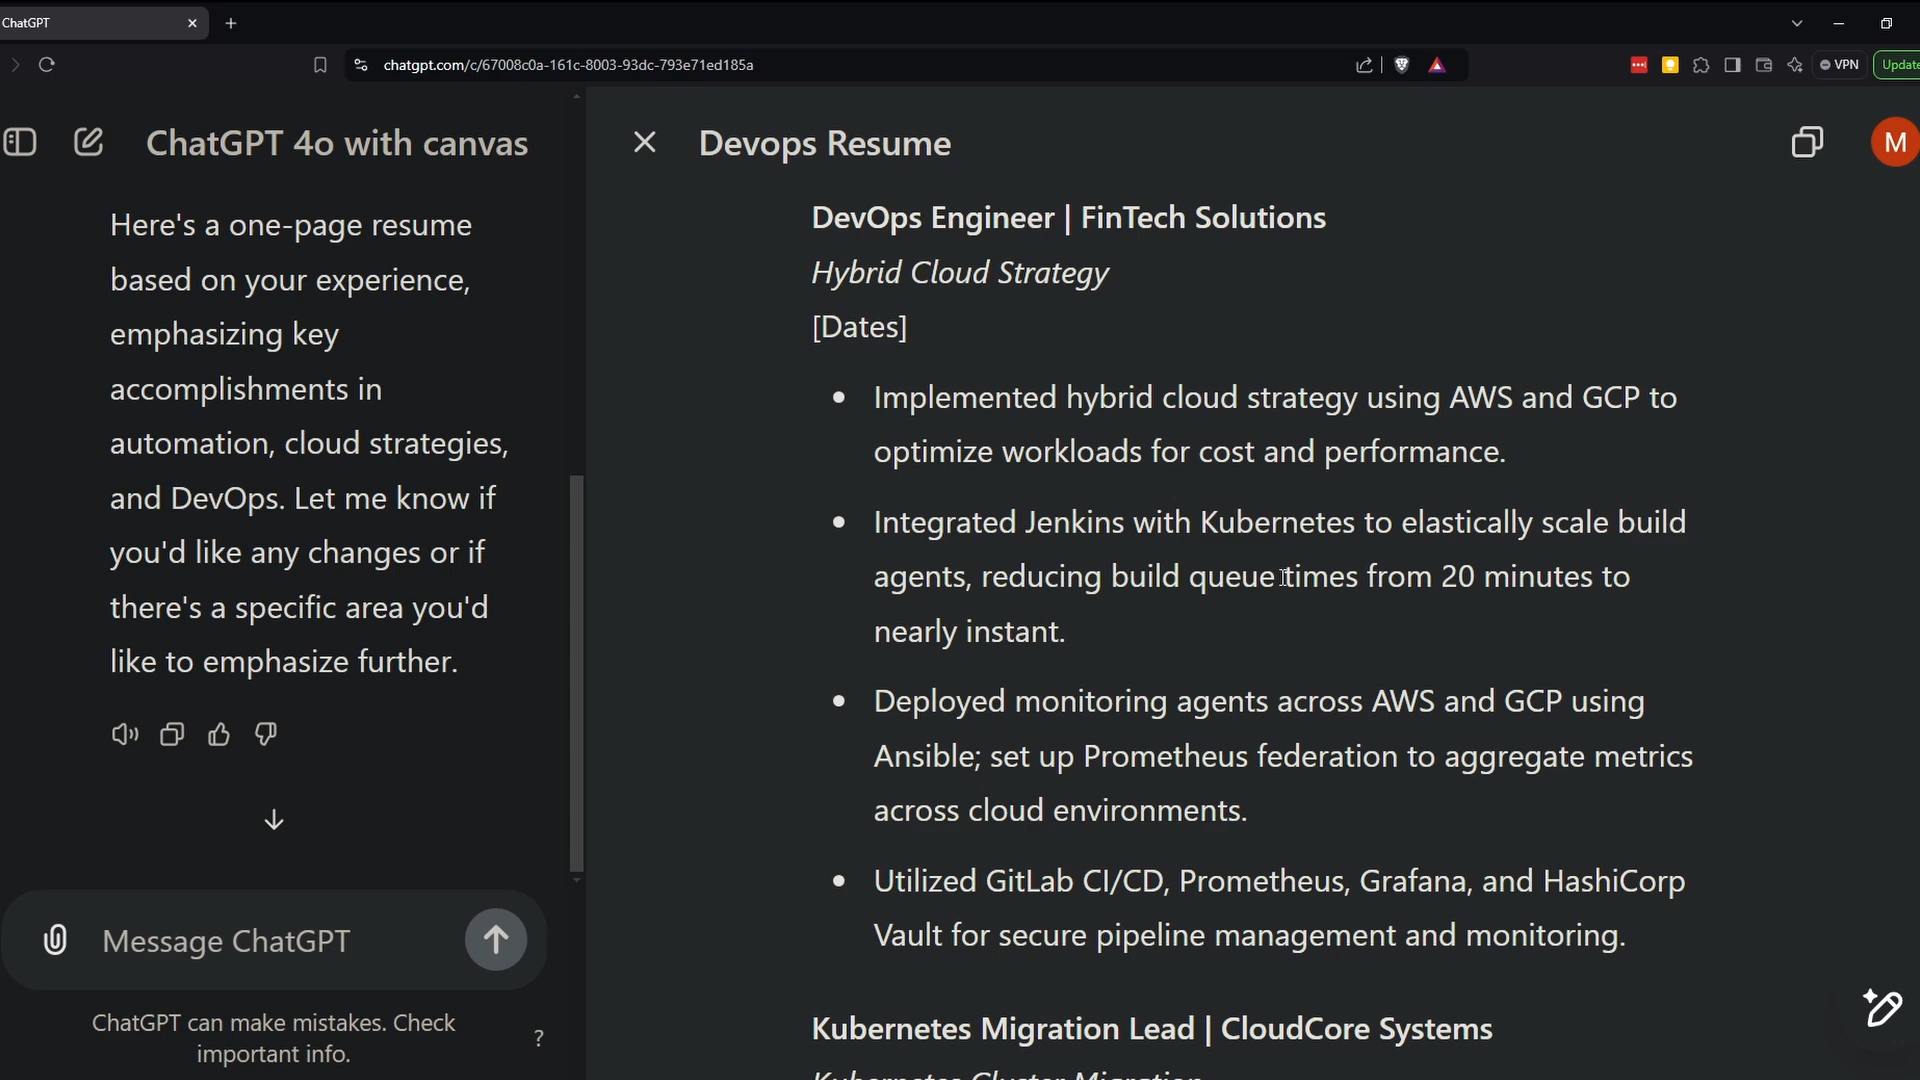 ChatGPT
chatgpt.com/c/67008c0a-161c-8003-93dc-793e71ed185a
VPN
Update
ChatGPT 4o with canvas
Here's a one-page resume
based on your experience,
emphasizing key
accomplishments in
automation, cloud strategies,
and DevOps. Let me know if
you'd like any changes or if
there's a specific area you'd
like to emphasize further.
Message ChatGPT
ChatGPT can make mistakes. Check
important info.
?
Devops Resume
M
DevOps Engineer | FinTech Solutions
Hybrid Cloud Strategy
[Dates]
• Implemented hybrid cloud strategy using AWS and GCP to
optimize workloads for cost and performance.
• Integrated Jenkins with Kubernetes to elastically scale build
agents, reducing build queue times from 20 minutes to
nearly instant.
• Deployed monitoring agents across AWS and GCP using
Ansible; set up Prometheus federation to aggregate metrics
across cloud environments.
• Utilized GitLab CI/CD, Prometheus, Grafana, and HashiCorp
Vault for secure pipeline management and monitoring.
Kubernetes Migration Lead | CloudCore Systems
Kubernetes Cluster Migration